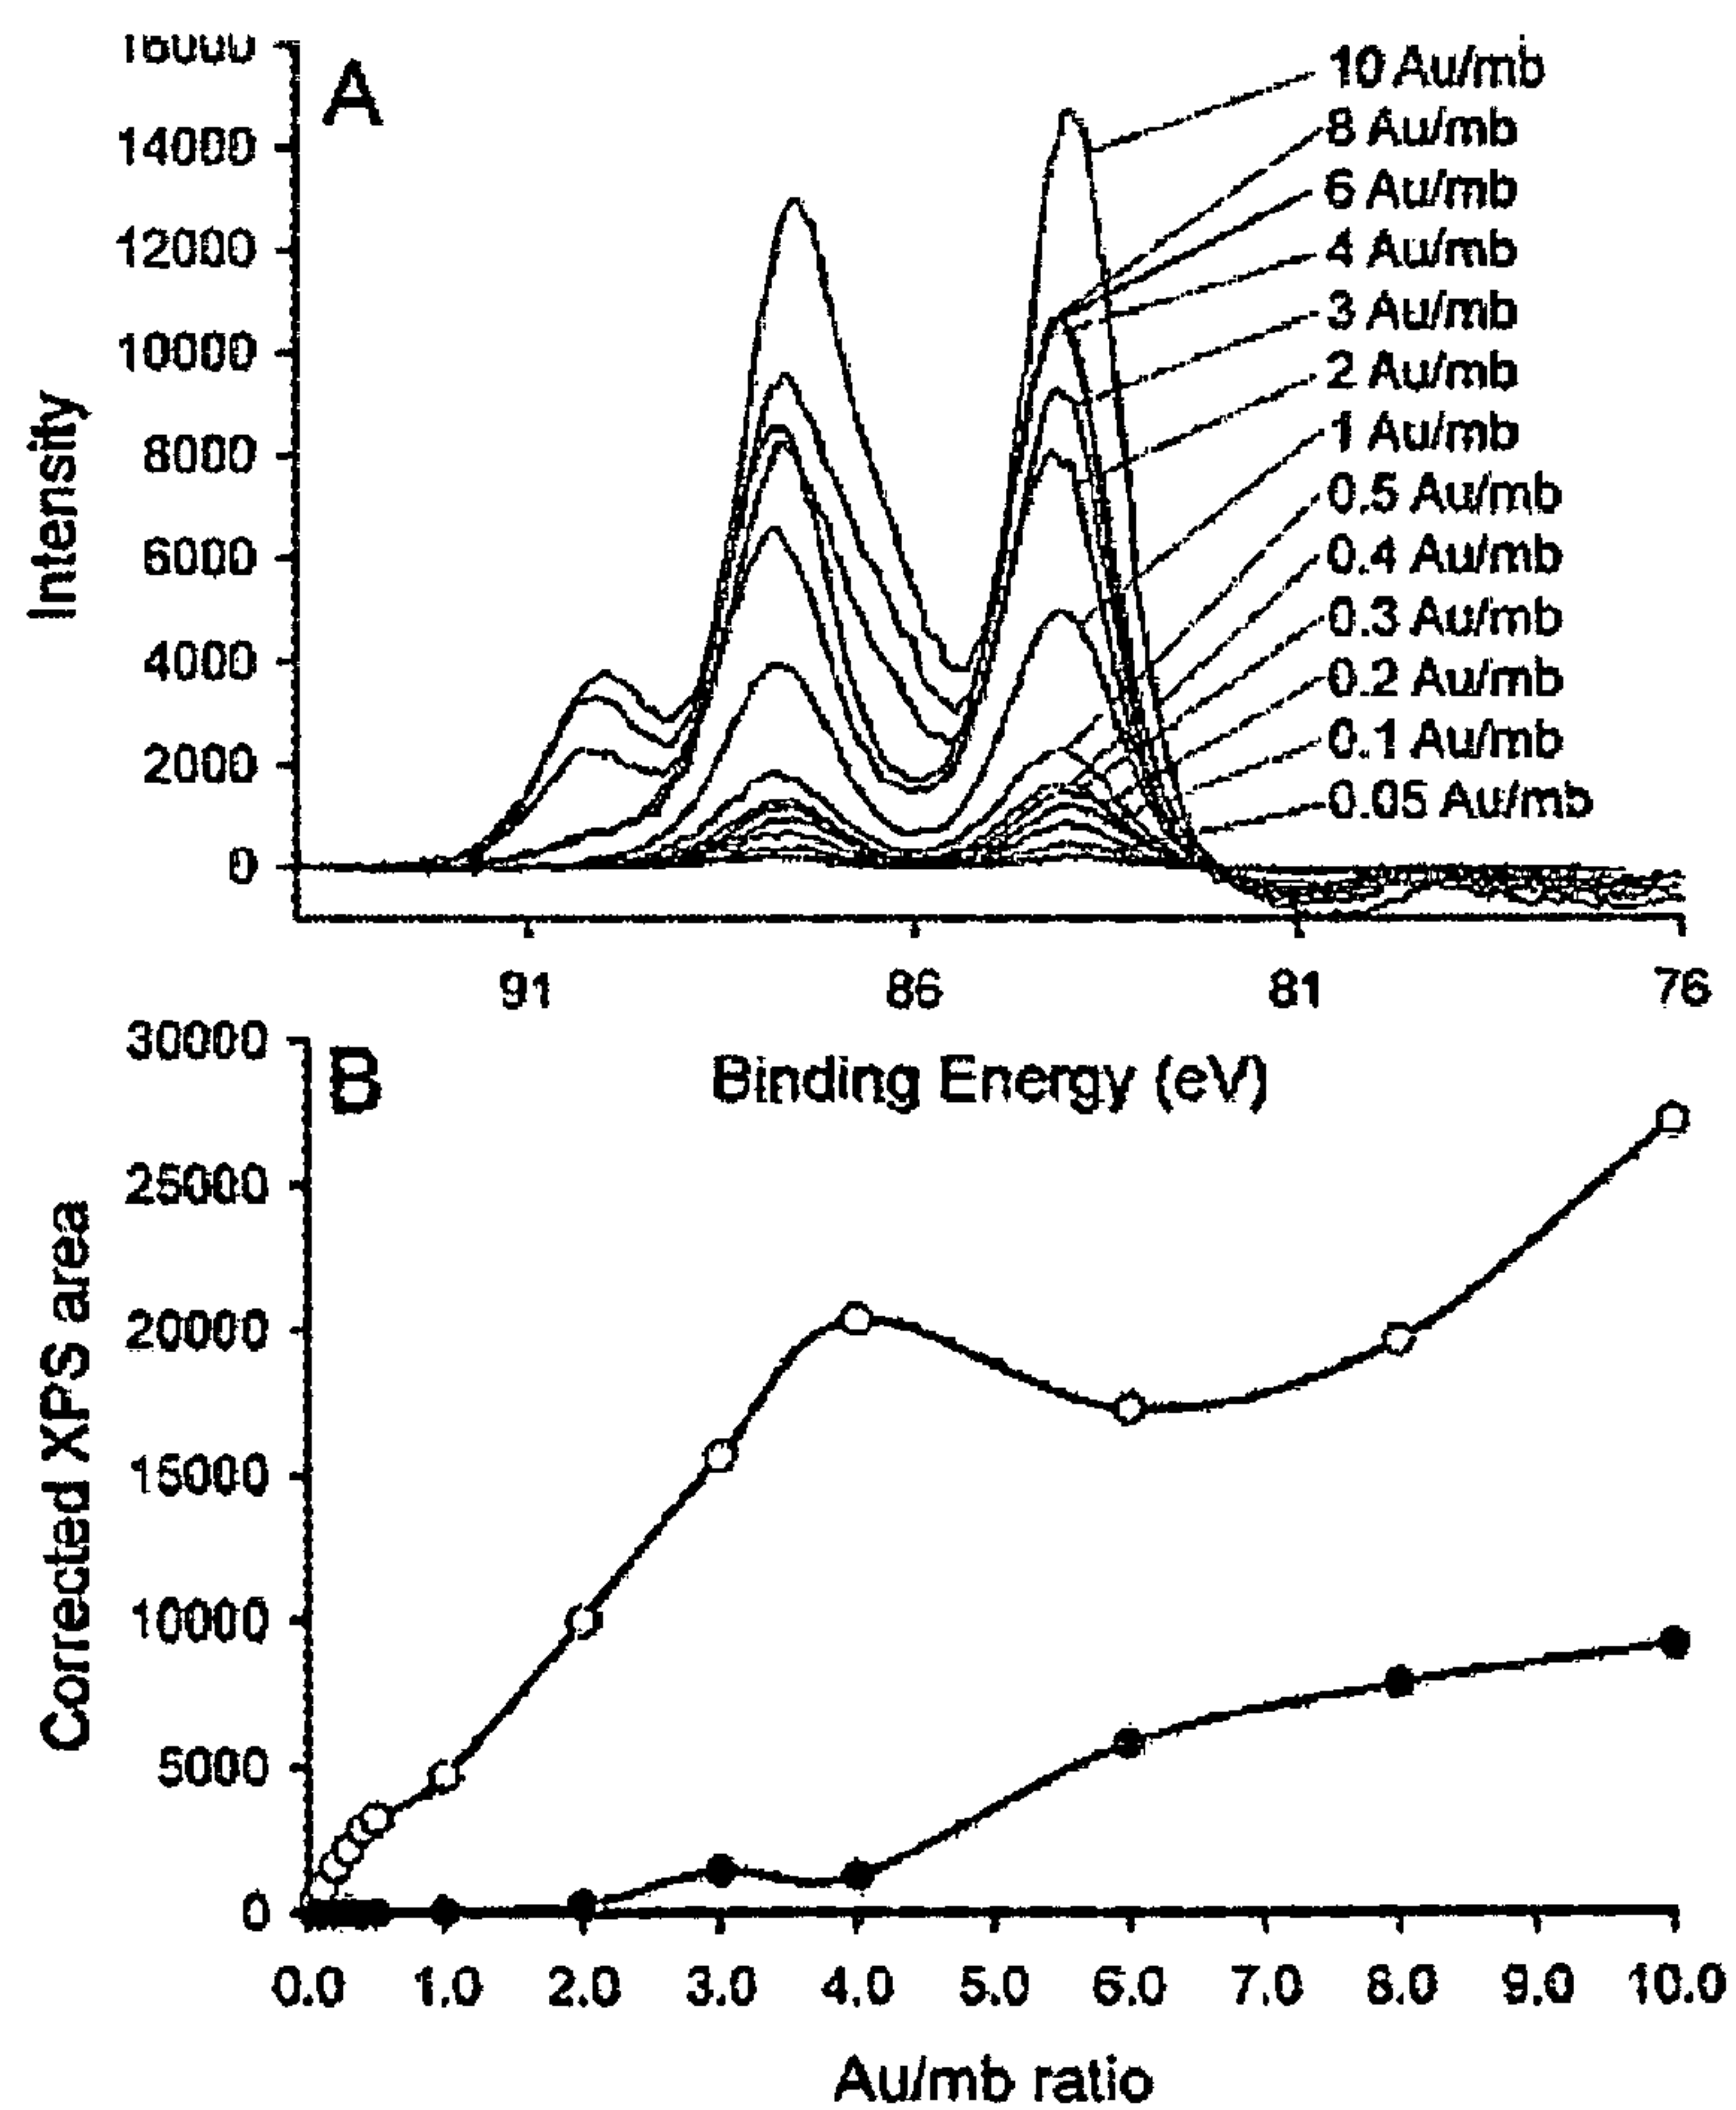 16000
A
14000
12000
10000
8000
6000
4000
2000
0
Intensity
10 Au/mb
8 Au/mb
6 Au/mb
4 Au/mb
3 Au/mb
2 Au/mb
1 Au/mb
0.5 Au/mb
0.4 Au/mb
0.3 Au/mb
0.2 Au/mb
0.1 Au/mb
0.05 Au/mb
91 86 81 76
Binding Energy (eV)
B
30000
25000
20000
15000
10000
5000
0
Corrected XPS area
0.0 1.0 2.0 3.0 4.0 5.0 6.0 7.0 8.0 9.0 10.0
Au/mb ratio